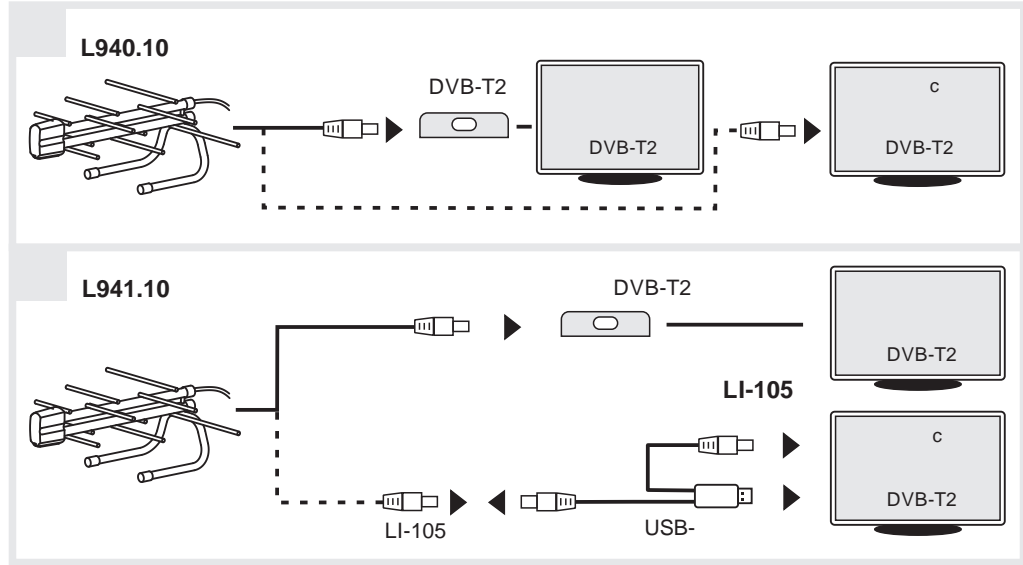 L940.10
DVB-T2
DVB-T2
с
DVB-T2
L941.10
DVB-T2
DVB-T2
LI-105
с
DVB-T2
LI-105
USB-